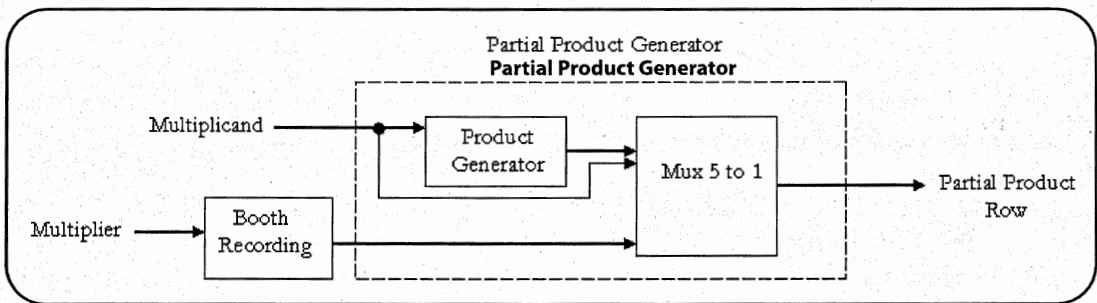 Partial Product Generator
Partial Product Generator
Multiplicand
Product
Generator
Mux 5 to 1
Partial Product
Row
Multiplier
Booth
Recording